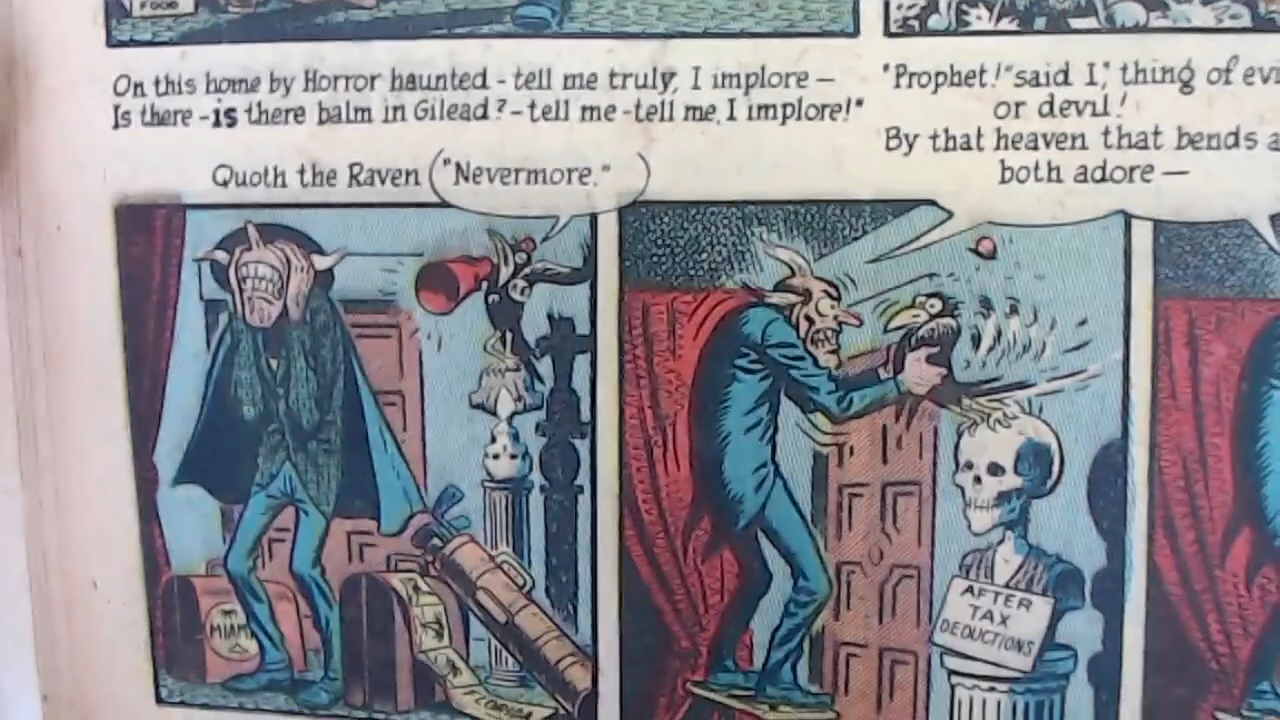 FOOD
On this home by Horror haunted - tell me truly, I implore —
Is there - is there balm in Gilead? - tell me - tell me, I implore!"
Quoth the Raven "Nevermore."
"Prophet!" said I," thing of evi
or devil!
By that heaven that bends a
both adore —
MIAMI
FLORIDA
AFTER
TAX
DEDUCTIONS